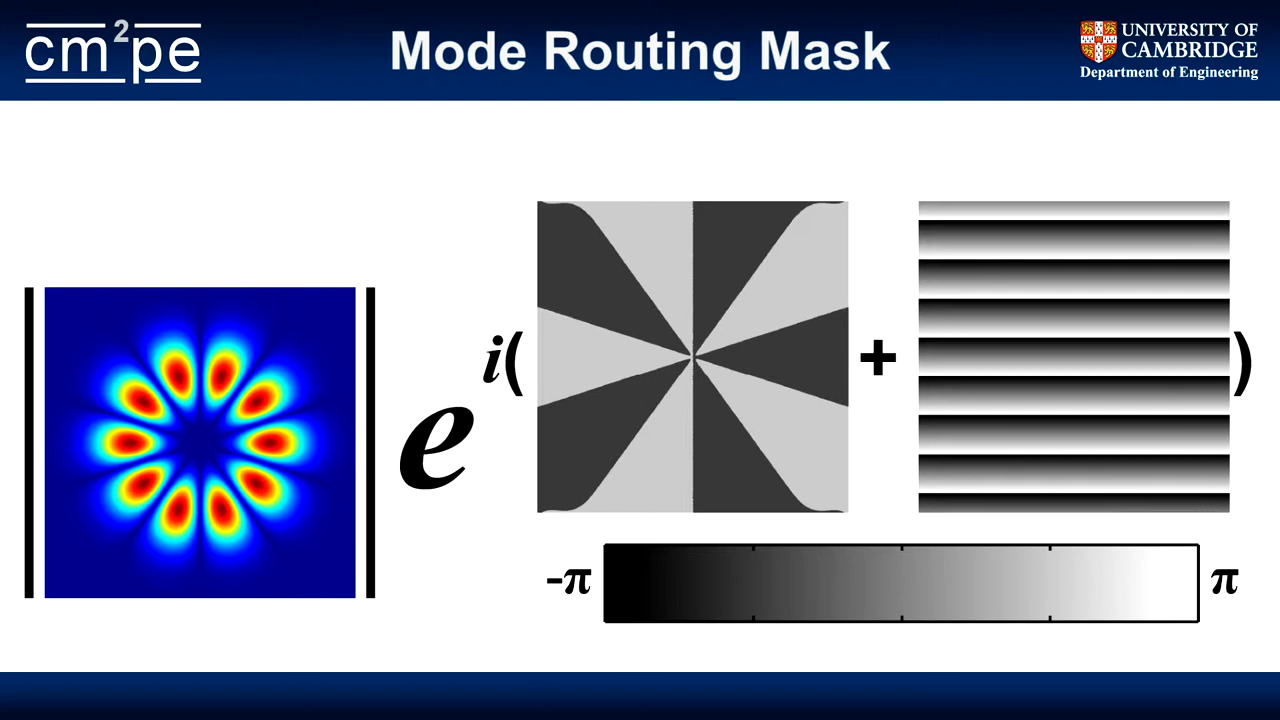 cm²pe
Mode Routing Mask
UNIVERSITY OF
CAMBRIDGE
Department of Engineering
e i( + )
-π π